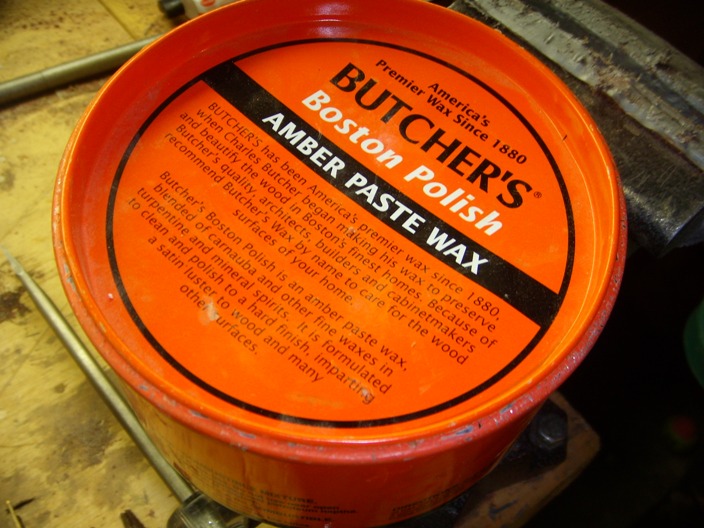 America's
Premier Wax Since 1880
BUTCHER'S®
Boston Polish
AMBER PASTE WAX
BUTCHER'S has been America's premier wax since 1880,
when Charles Butcher began making his wax to preserve
and beautify the wood in Boston's finest homes. Because of
Butcher's quality, architects, builders and cabinetmakers
recommend Butcher's Wax by name to care for the wood
surfaces of your home.
Butcher's Boston Polish is an amber paste wax,
blended of carnauba and other fine waxes in
turpentine and mineral spirits. It is formulated
to clean and polish to a hard finish, imparting
a satin luster to wood and many
other surfaces.